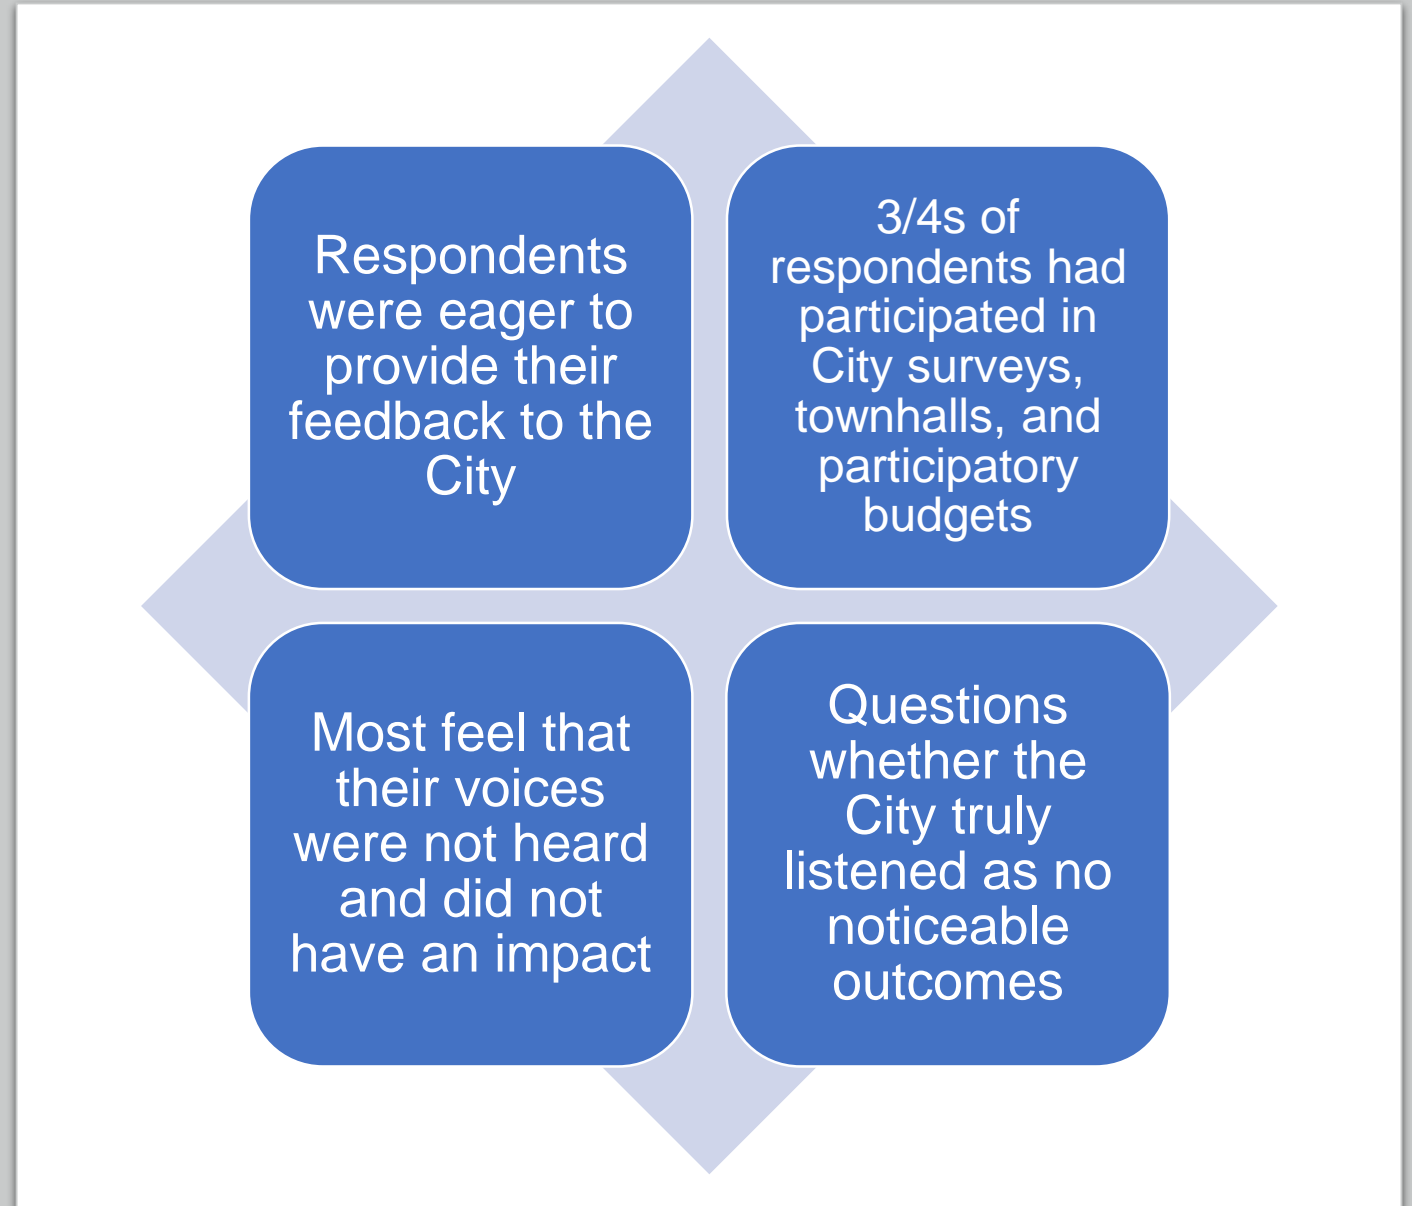 Respondents
were eager to
provide their
feedback to the
City
3/4s of
respondents had
participated in
City surveys,
townhalls, and
participatory
budgets
Most feel that
their voices
were not heard
and did not
have an impact
Questions
whether the
City truly
listened as no
noticeable
outcomes